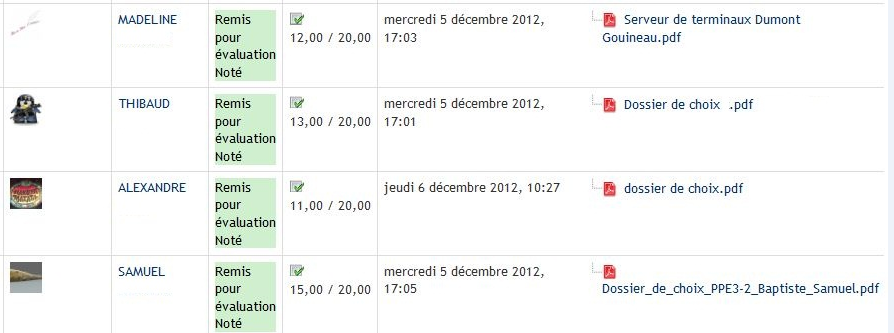 MADELINE
Remis
pour
évaluation
Noté
12,00 / 20,00
mercredi 5 décembre 2012,
17:03
Serveur de terminaux Dumont
Gouineau.pdf
THIBAUD
Remis
pour
évaluation
Noté
13,00 / 20,00
mercredi 5 décembre 2012,
17:01
Dossier de choix .pdf
ALEXANDRE
Remis
pour
évaluation
Noté
11,00 / 20,00
jeudi 6 décembre 2012, 10:27
dossier de choix.pdf
SAMUEL
Remis
pour
évaluation
Noté
15,00 / 20,00
mercredi 5 décembre 2012,
17:05
Dossier_de_choix_PPE3-2_Baptiste_Samuel.pdf